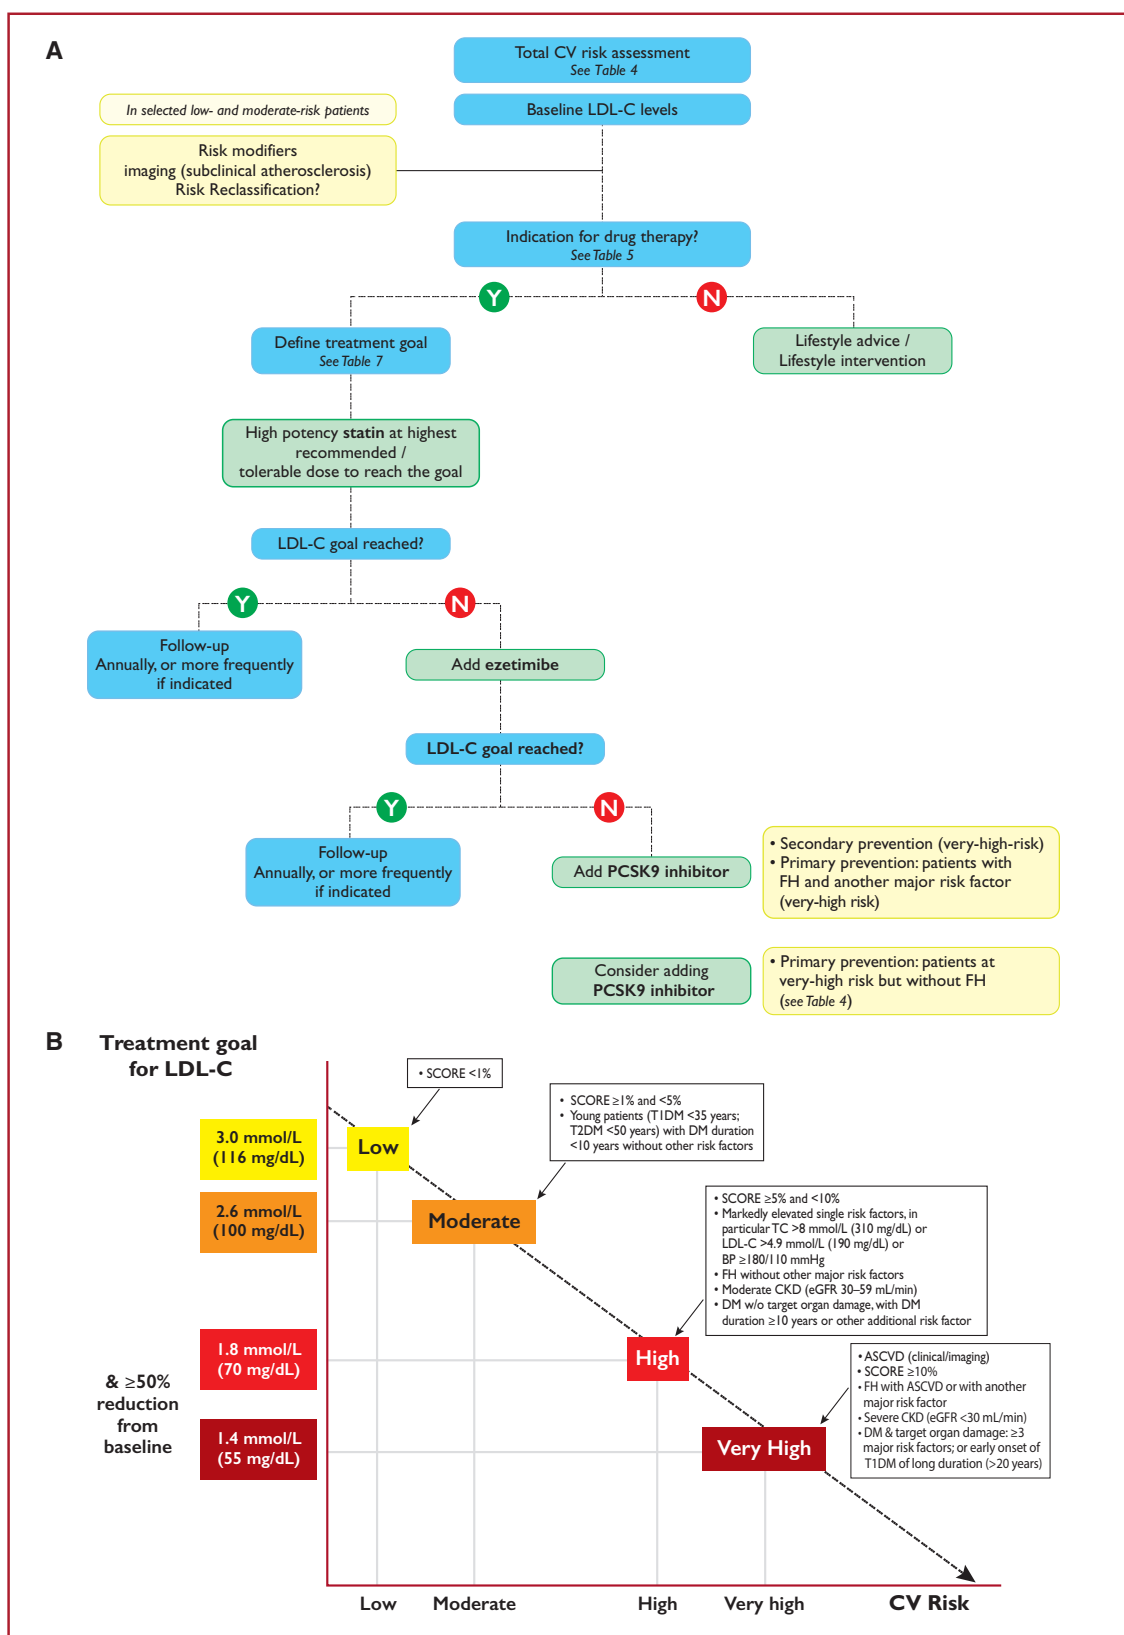 A
Total CV risk assessment
See Table 4
In selected low- and moderate-risk patients
Baseline LDL-C levels
Risk modifiers
imaging (subclinical atherosclerosis)
Risk Reclassification?
Indication for drug therapy?
See Table 5
Y
N
Define treatment goal
See Table 7
Lifestyle advice /
Lifestyle intervention
High potency statin at highest
recommended /
tolerable dose to reach the goal
LDL-C goal reached?
Y
N
Follow-up
Annually, or more frequently
if indicated
Add ezetimibe
LDL-C goal reached?
Y
N
Follow-up
Annually, or more frequently
if indicated
Add PCSK9 inhibitor
• Secondary prevention (very-high-risk)
• Primary prevention: patients with
FH and another major risk factor
(very-high risk)
Consider adding
PCSK9 inhibitor
• Primary prevention: patients at
very-high risk but without FH
(see Table 4)
B
Treatment goal
for LDL-C
• SCORE <1%
• SCORE ≥1% and <5%
• Young patients (T1DM <35 years;
T2DM <50 years) with DM duration
<10 years without other risk factors
3.0 mmol/L
(116 mg/dL)
Low
2.6 mmol/L
(100 mg/dL)
Moderate
• SCORE ≥5% and <10%
• Markedly elevated single risk factors, in
particular TC >8 mmol/L (310 mg/dL) or
LDL-C >4.9 mmol/L (190 mg/dL) or
BP ≥180/110 mmHg
• FH without other major risk factors
• Moderate CKD (eGFR 30–59 mL/min)
• DM w/o target organ damage, with DM
duration ≥10 years or other additional risk factor
1.8 mmol/L
(70 mg/dL)
High
• ASCVD (clinical/imaging)
• SCORE ≥10%
• FH with ASCVD or with another
major risk factor
• Severe CKD (eGFR <30 mL/min)
• DM & target organ damage: ≥3
major risk factors; or early onset of
T1DM of long duration (>20 years)
& ≥50%
reduction
from
baseline
1.4 mmol/L
(55 mg/dL)
Very High
Low
Moderate
High
Very high
CV Risk